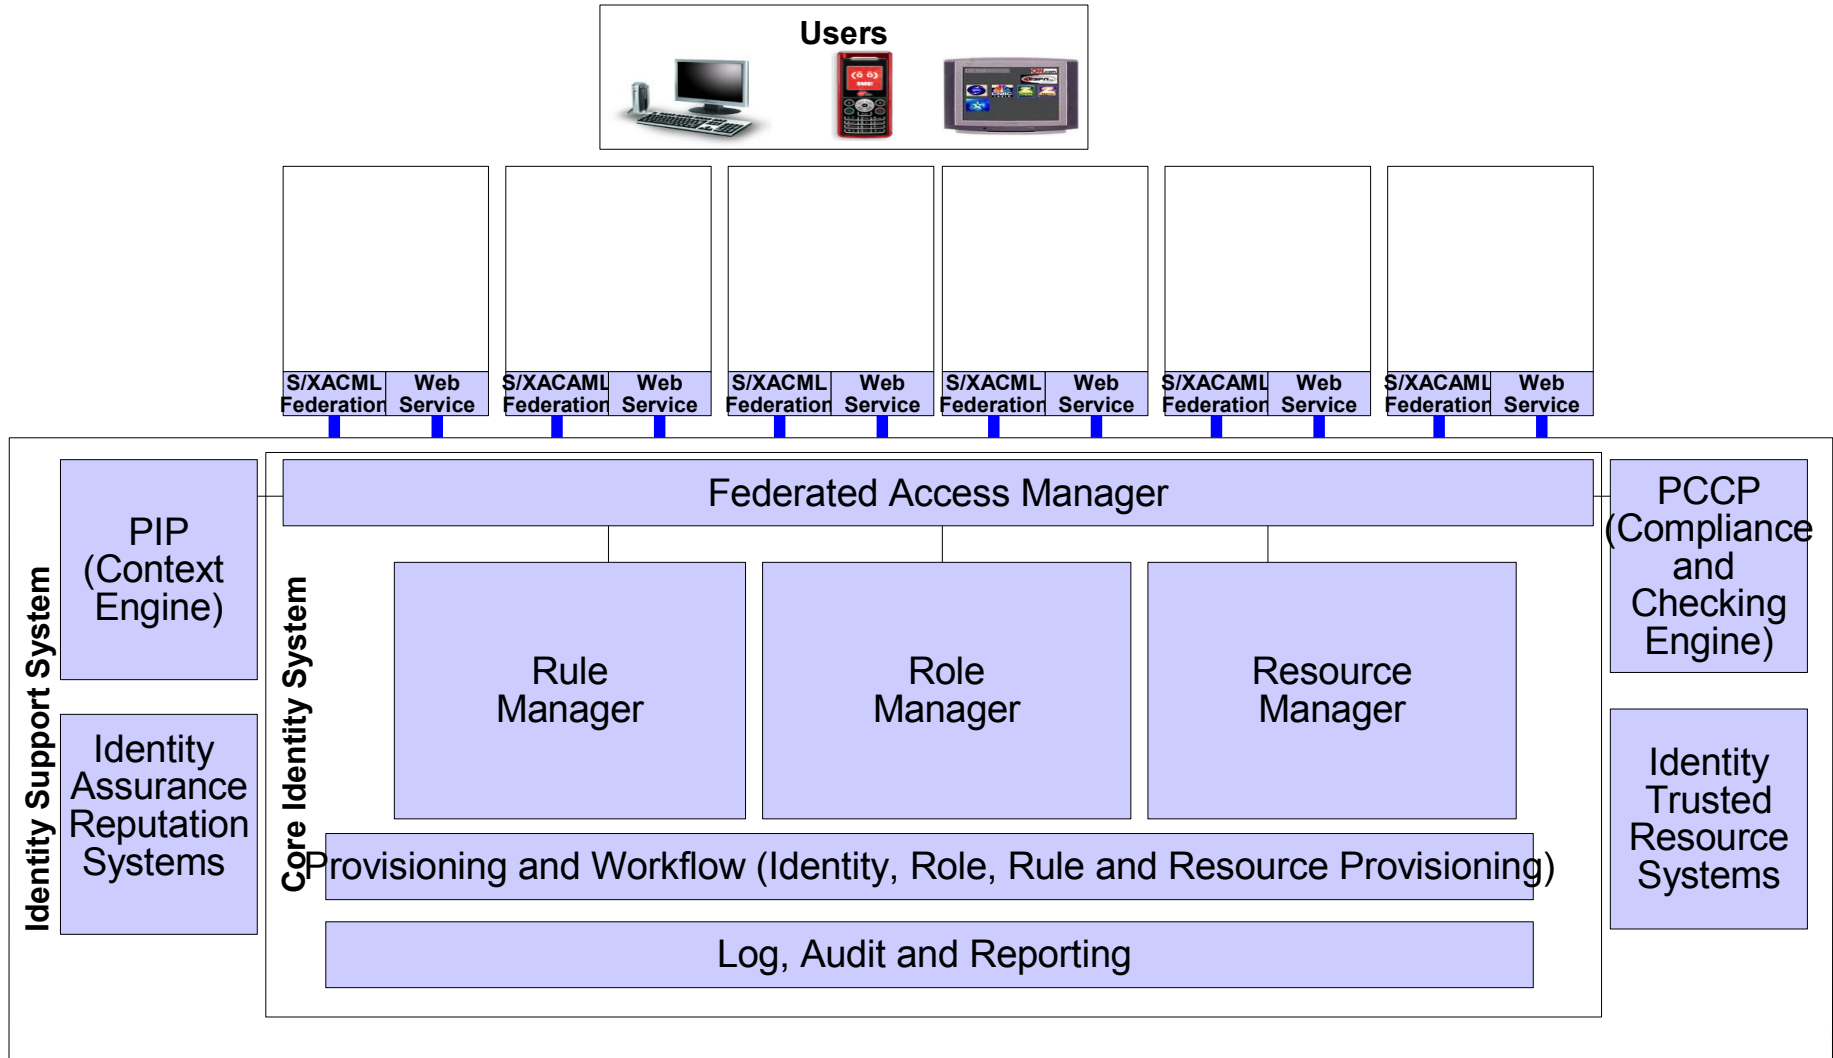 Users
S/XACML
Federation
Web
Service
S/XACAML
Federation
Web
Service
S/XACML
Federation
Web
Service
S/XACML
Federation
Web
Service
S/XACAML
Federation
Web
Service
S/XACAML
Federation
Web
Service
Identity Support System
PIP
(Context
Engine)
Identity
Assurance
Reputation
Systems
Core Identity System
Federated Access Manager
Rule
Manager
Role
Manager
Resource
Manager
Provisioning and Workflow (Identity, Role, Rule and Resource Provisioning)
Log, Audit and Reporting
PCCP
(Compliance
and
Checking
Engine)
Identity
Trusted
Resource
Systems